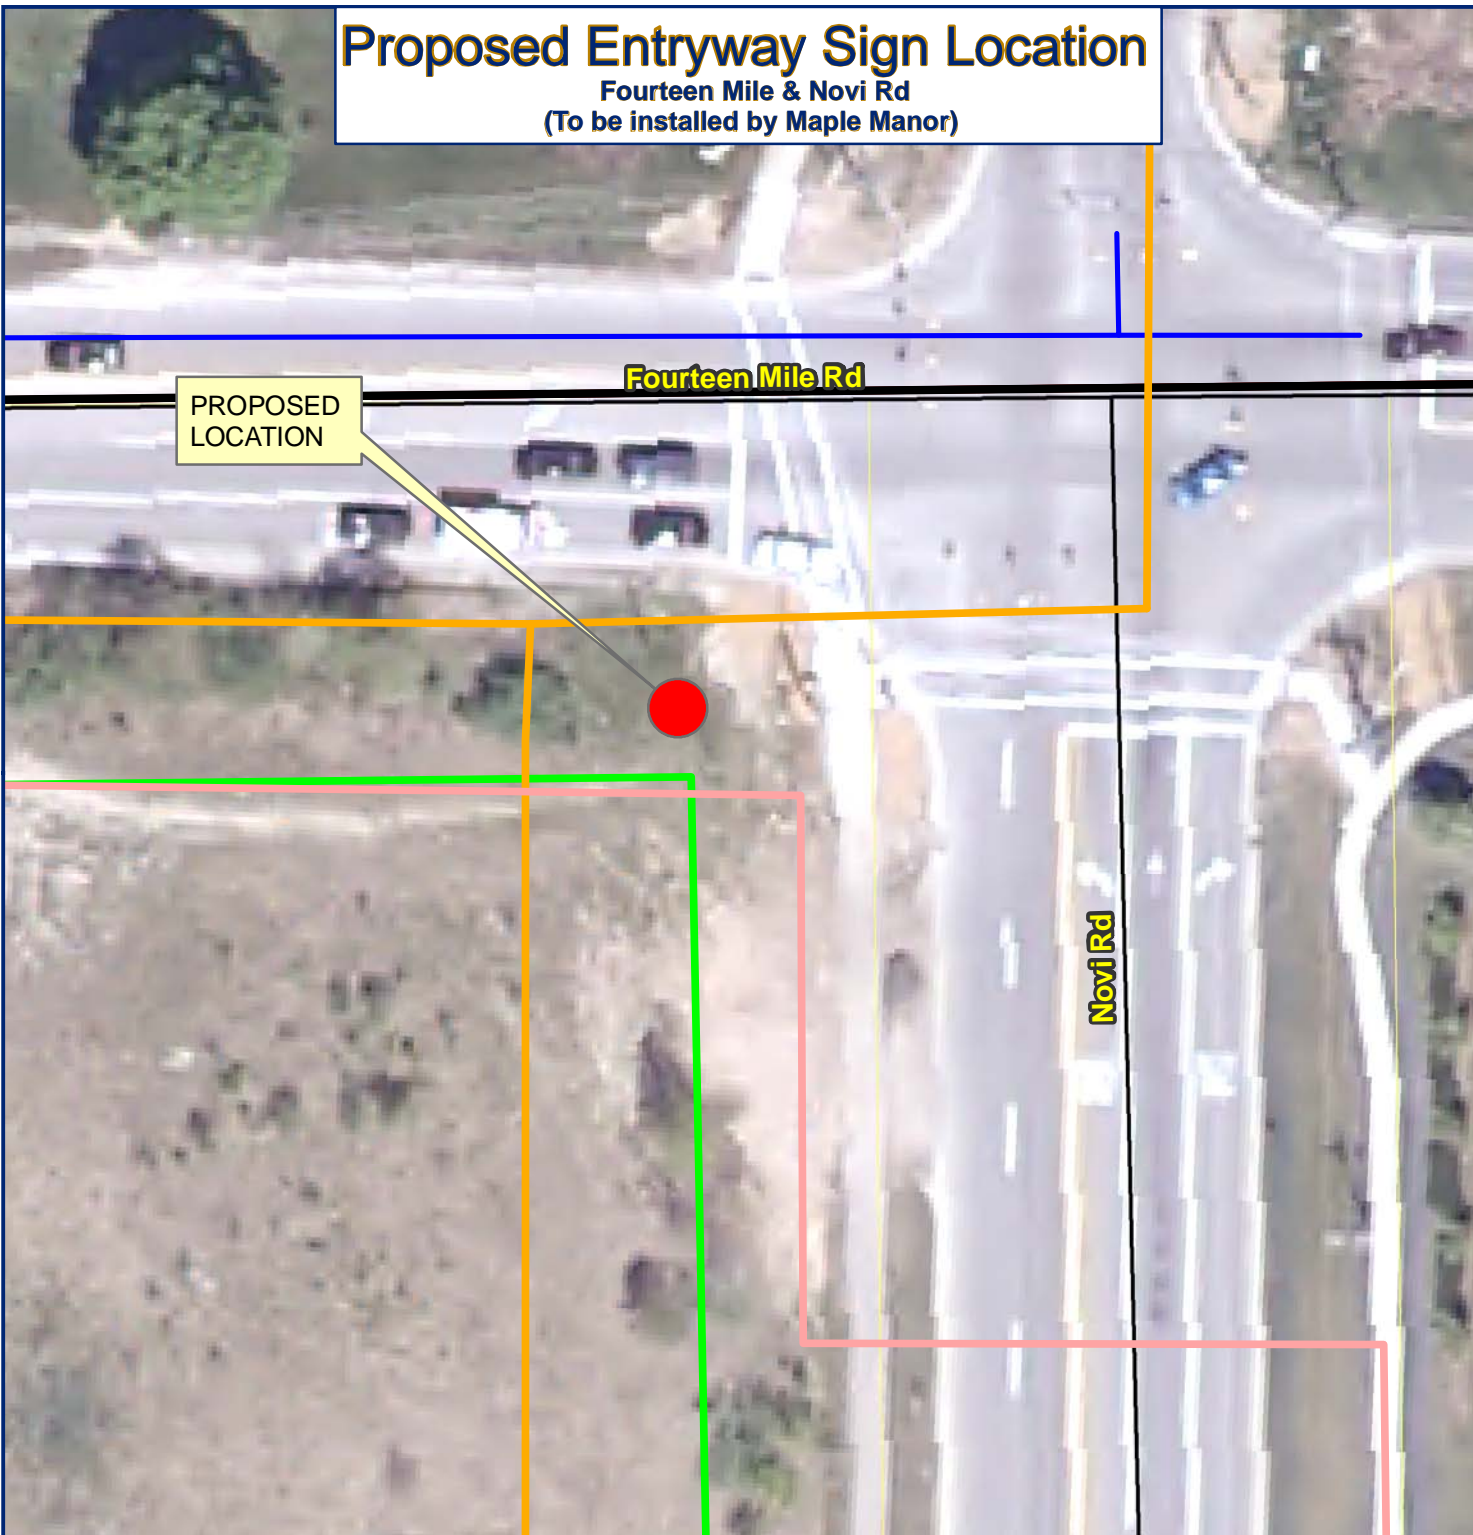 Proposed Entryway Sign Location
Fourteen Mile & Novi Rd
(To be installed by Maple Manor)
Fourteen Mile Rd
PROPOSED
LOCATION
Novi Rd